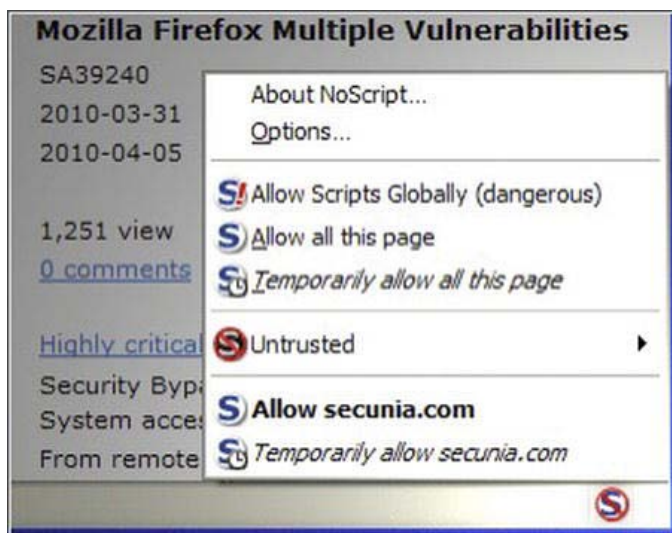 Mozilla Firefox Multiple Vulnerabilities
SA39240
2010-03-31
2010-04-05
1,251 view
0 comments
Highly critical
Security Byp
System acce
From remote
About NoScript...
Options...
Allow Scripts Globally (dangerous)
Allow all this page
Temporarily allow all this page
Untrusted
Allow secunia.com
Temporarily allow secunia.com